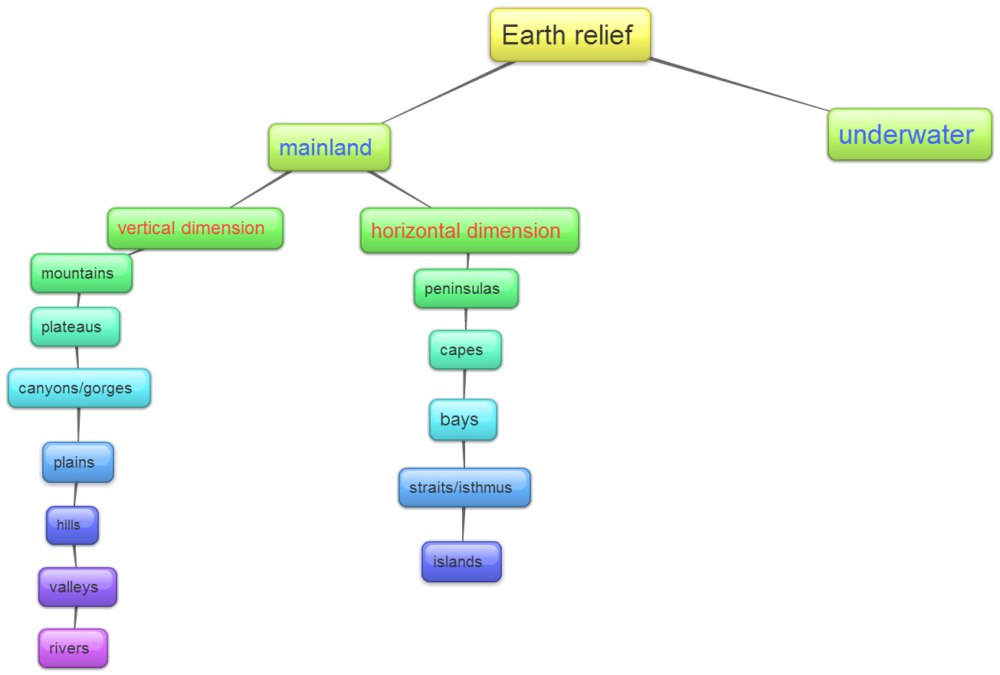 Earth relief
mainland
underwater
vertical dimension
horizontal dimension
mountains
plateaus
canyons/gorges
plains
hills
valleys
rivers
peninsulas
capes
bays
straits/isthmus
islands